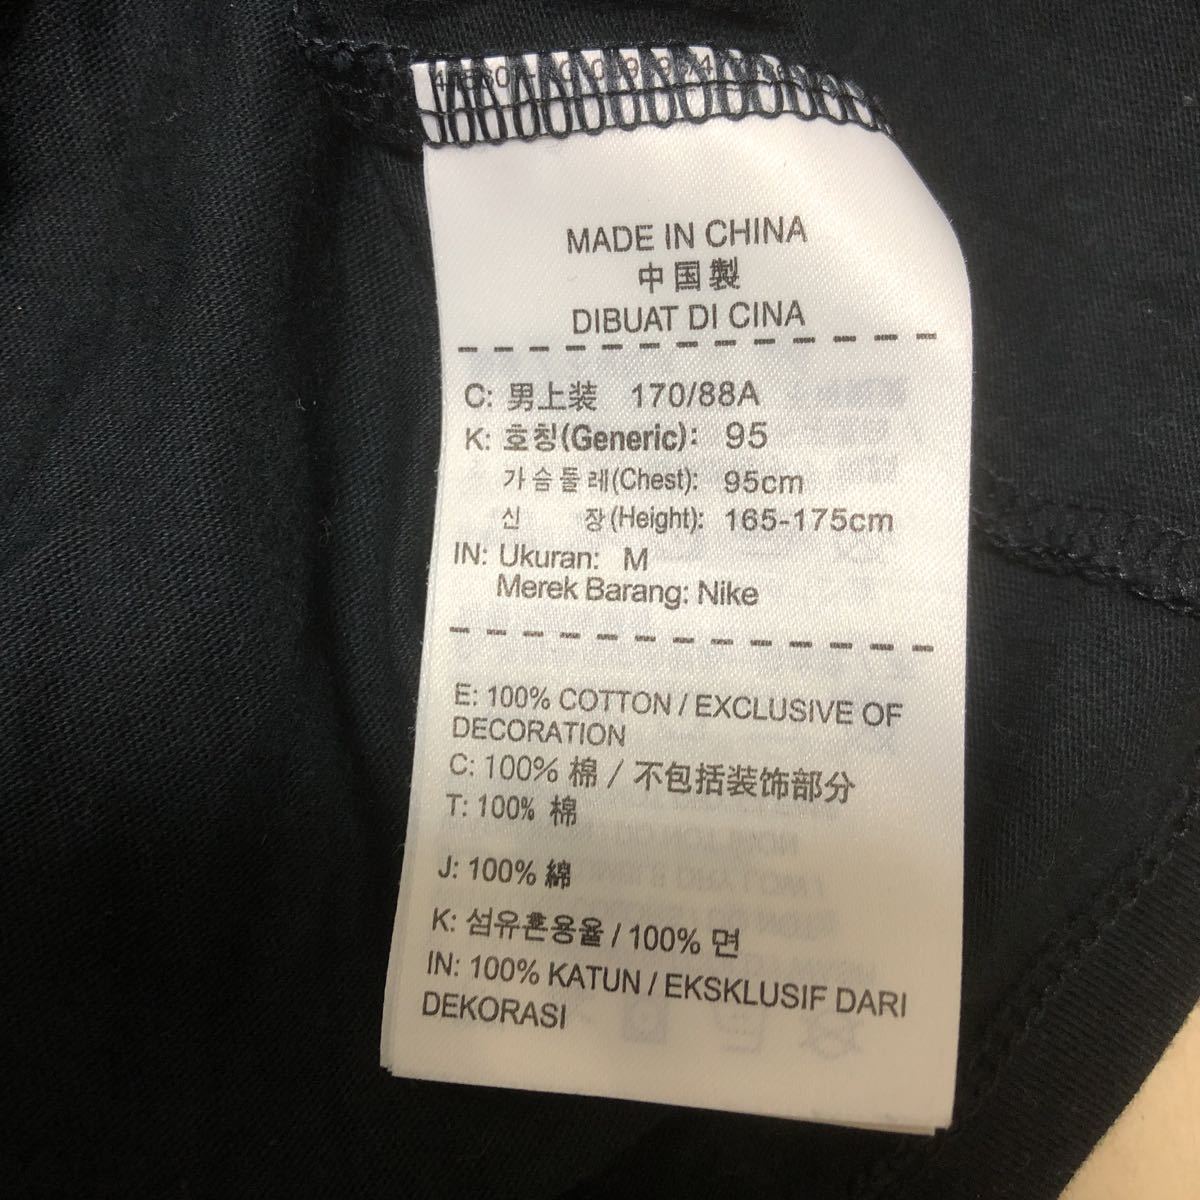 MADE IN CHINA
中国製
DIBUAT DI CINA
C: 男上装 170/88A
K: 호칭(Generic): 95
가슴둘레(Chest): 95cm
신 장(Height): 165-175cm
IN: Ukuran: M
Merek Barang: Nike
E: 100% COTTON / EXCLUSIVE OF
DECORATION
C: 100% 棉 / 不包括装饰部分
T: 100% 棉
J: 100% 綿
K: 섬유혼용율 / 100% 면
IN: 100% KATUN / EKSKLUSIF DARI
DEKORASI